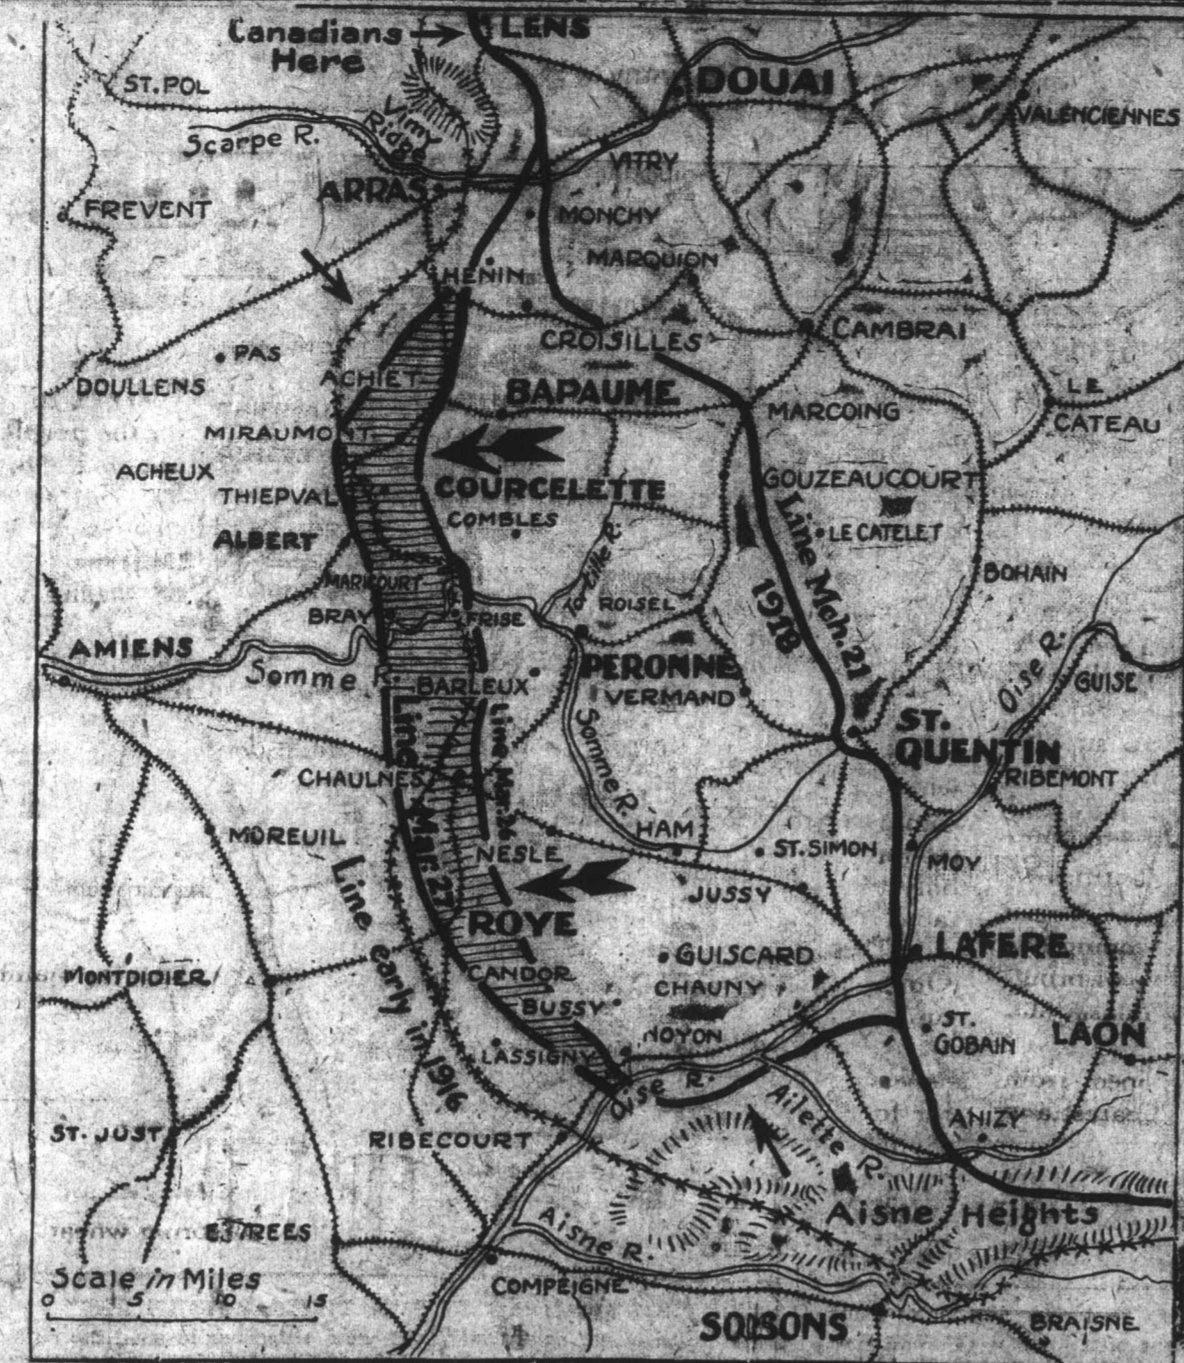 Canadians → LENS
Here
DOUAI
ST. POL
VALENCIENNES
Vimy
Ridge
Scarpe R.
VITRY
ARRAS
FREVENT
MONCHY
MARQUION
HENIN
CROISILLES
CAMBRAI
PAS
DOULLENS
ACHIET
BAPAUME
LE
CATEAU
MARCOING
MIRAUMONT
ACHEUX
THIEPVAL
COURCELETTE
GOUZEAUCOURT
COMBLES
LE CATELET
ALBERT
Line Mch. 21
1918
MARICOURT
BOHAIN
BRAY
FRISE
ROISEL
AMIENS
Somme R.
PERONNE
BARLEUX
VERMAND
Oise R.
GUISE
ST.
QUENTIN
Line Mar. 26
Line Mar. 27
Somme R.
CHAULNES
RIBEMONT
MOREUIL
HAM
NESLE
ST. SIMON
MOY
JUSSY
Line early in 1916
ROYE
GUISCARD
LAFERE
MONTDIDIER
CANDOR
CHAUNY
BUSSY
NOYON
ST.
GOBAIN
LAON
LASSIGNY
Oise R.
Ailette R.
ANIZY
ST. JUST
RIBECOURT
Aisne Heights
ESTREES
Aisne R.
Scale in Miles
0 5 10 15
COMPEIGNE
SOISSONS
BRAISNE